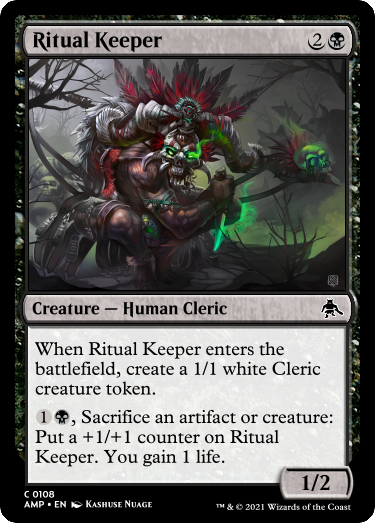 Ritual Keeper 2
Creature — Human Cleric
When Ritual Keeper enters the
battlefield, create a 1/1 white Cleric
creature token.
1, Sacrifice an artifact or creature:
Put a +1/+1 counter on Ritual
Keeper. You gain 1 life.
1/2
C 0108
AMP • EN Kashuse Nuage
™ & © 2021 Wizards of the Coast